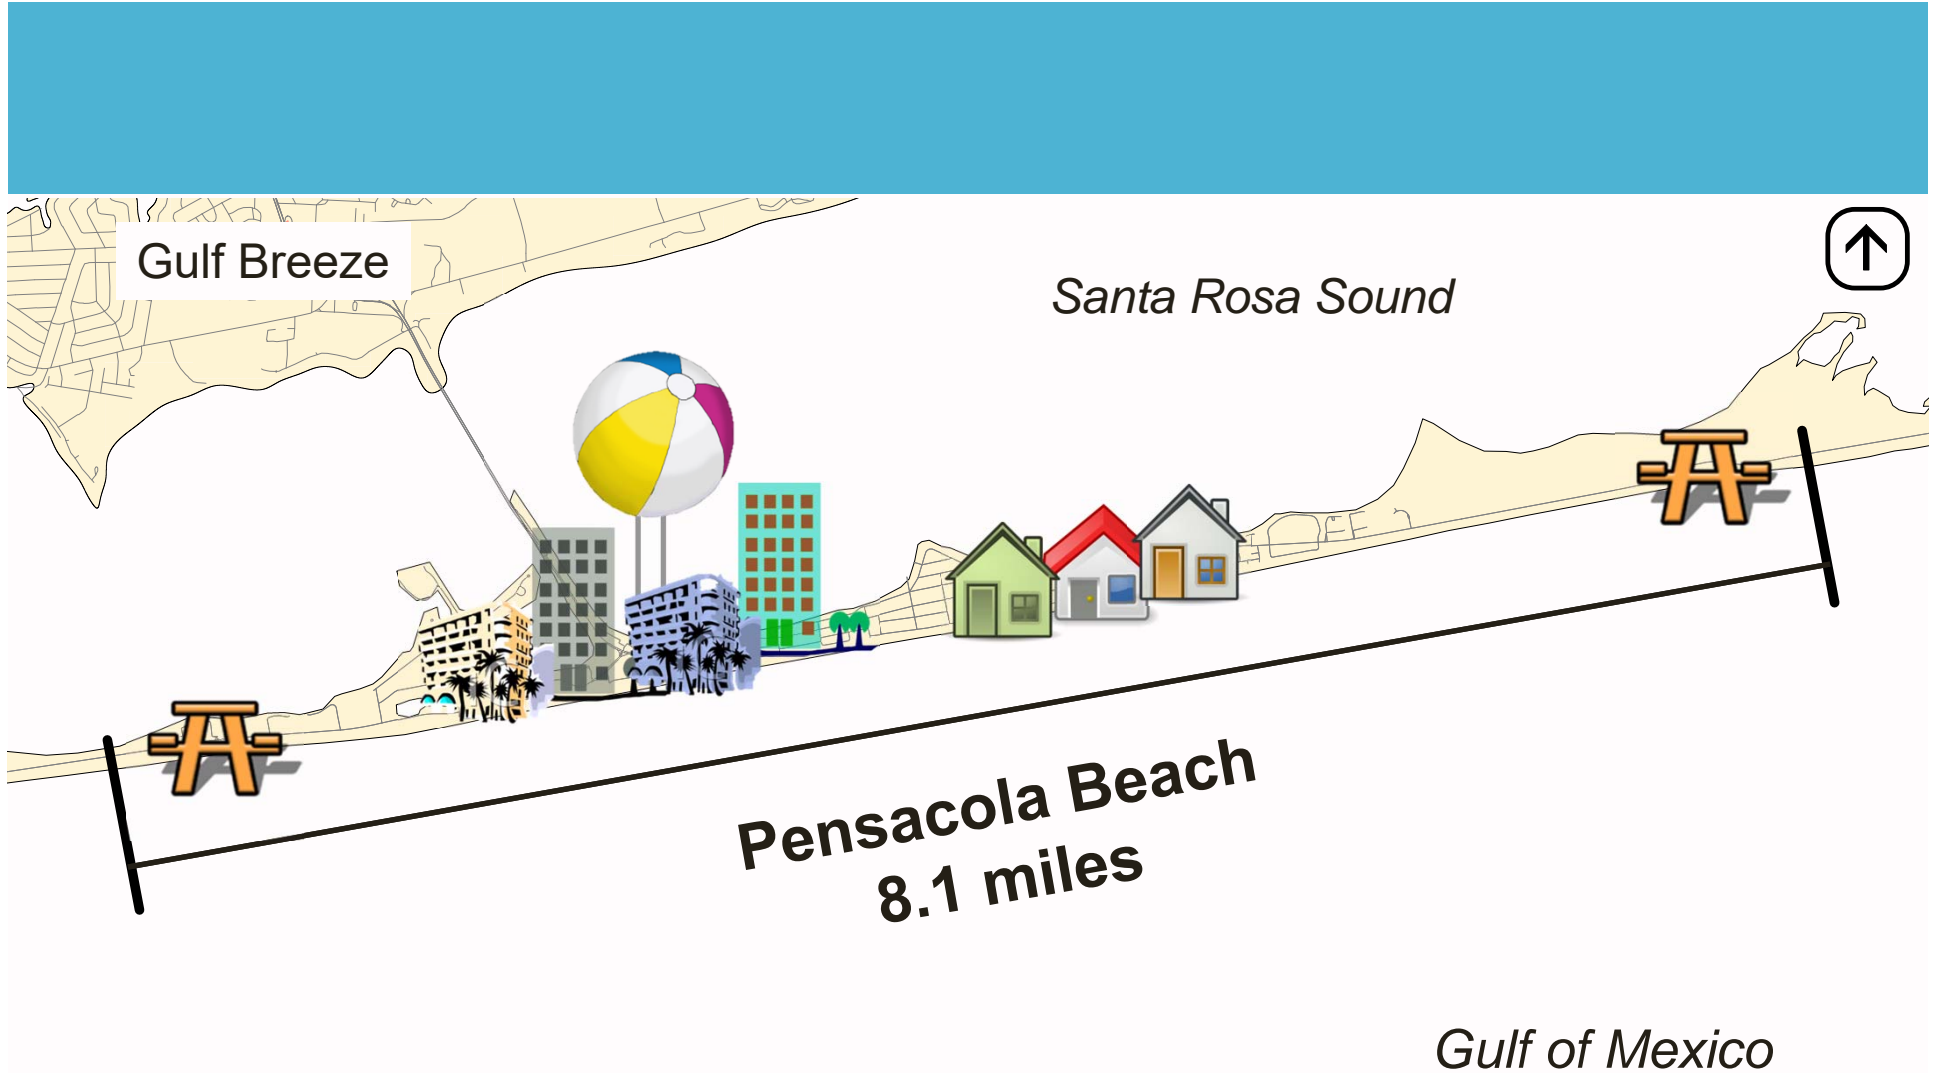 Gulf Breeze
Santa Rosa Sound
Pensacola Beach
8.1 miles
Gulf of Mexico